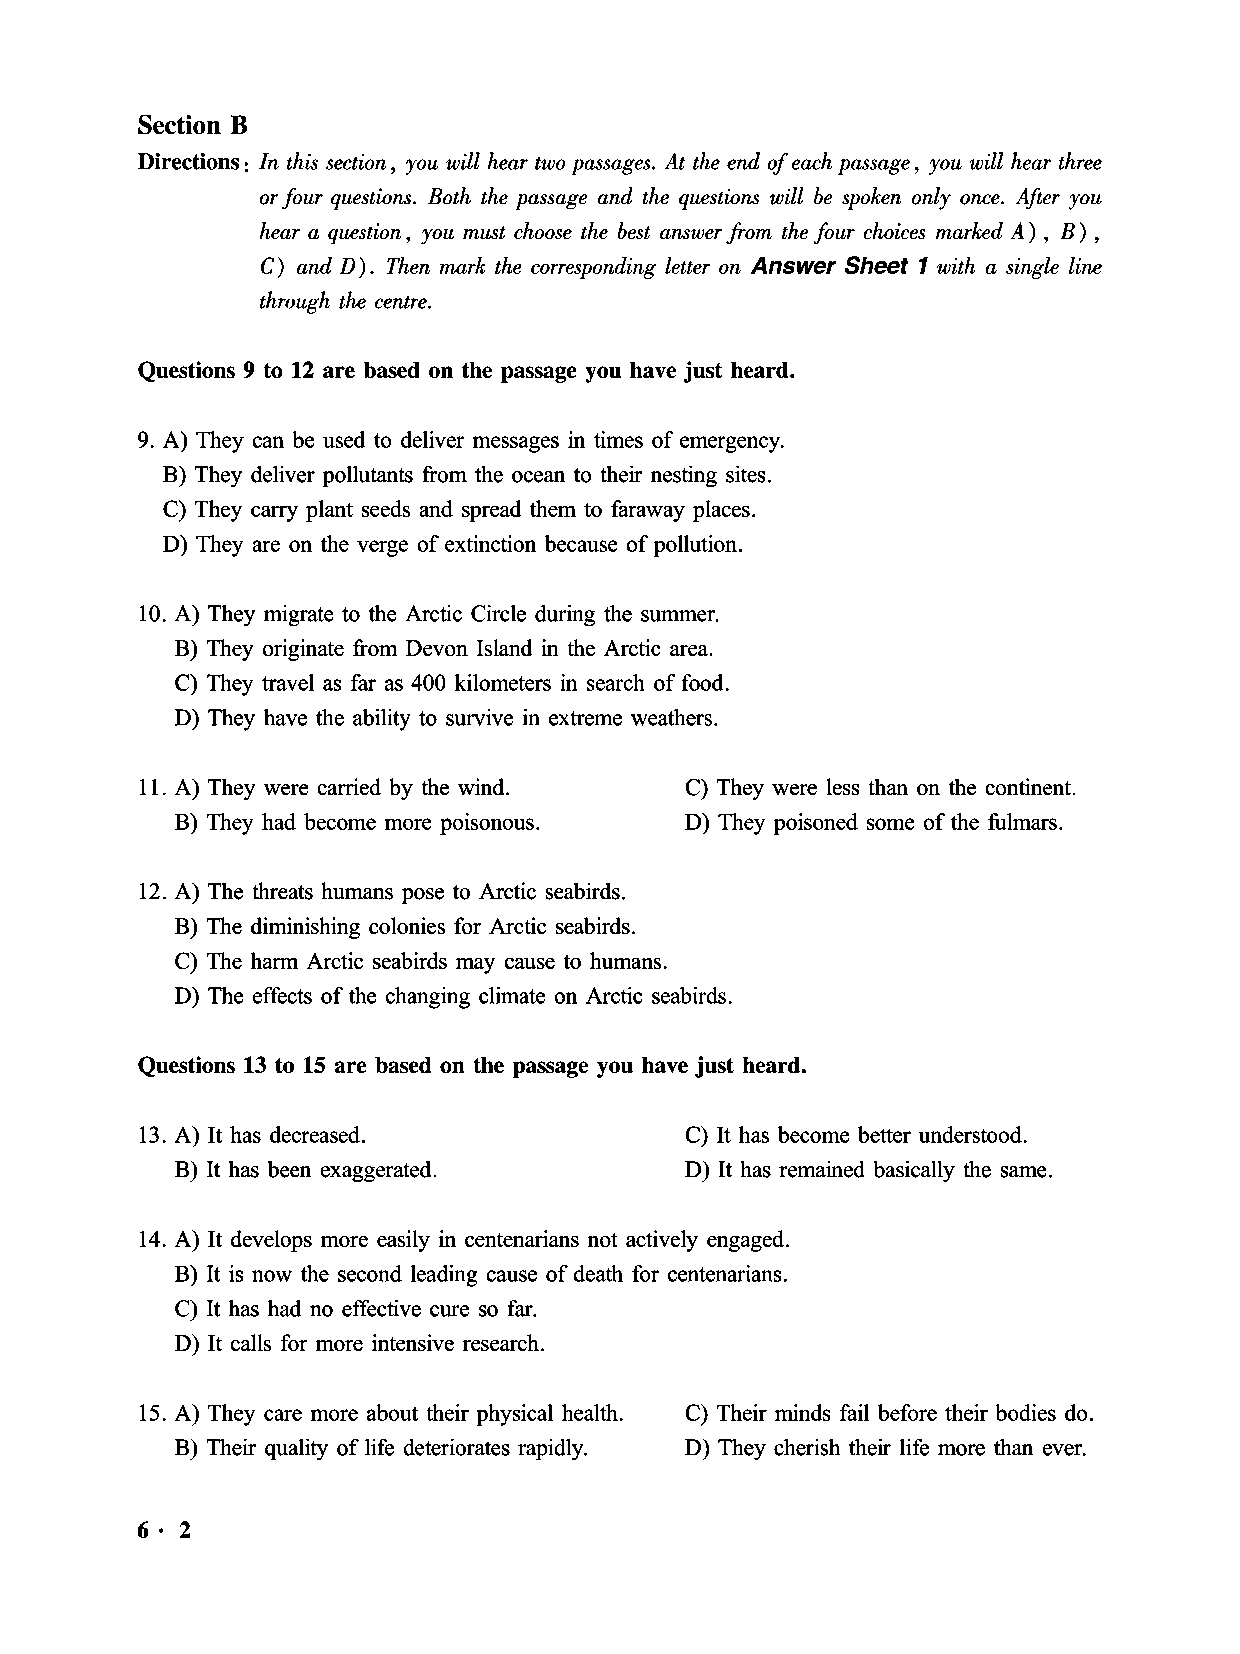 Section B
Directions: In this section, you will hear two passages. At the end of each passage, you will hear three
or four questions. Both the passage and the questions will be spoken only once. After you
hear a question, you must choose the best answer from the four choices marked A), B),
C) and D). Then mark the corresponding letter on Answer Sheet 1 with a single line
through the centre.
Questions 9 to 12 are based on the passage you have just heard.
9. A) They can be used to deliver messages in times of emergency.
B) They deliver pollutants from the ocean to their nesting sites.
C) They carry plant seeds and spread them to faraway places.
D) They are on the verge of extinction because of pollution.
10. A) They migrate to the Arctic Circle during the summer.
B) They originate from Devon Island in the Arctic area.
C) They travel as far as 400 kilometers in search of food.
D) They have the ability to survive in extreme weathers.
11. A) They were carried by the wind. C) They were less than on the continent.
B) They had become more poisonous. D) They poisoned some of the fulmars.
12. A) The threats humans pose to Arctic seabirds.
B) The diminishing colonies for Arctic seabirds.
C) The harm Arctic seabirds may cause to humans.
D) The effects of the changing climate on Arctic seabirds.
Questions 13 to 15 are based on the passage you have just heard.
13. A) It has decreased. C) It has become better understood.
B) It has been exaggerated. D) It has remained basically the same.
14. A) It develops more easily in centenarians not actively engaged.
B) It is now the second leading cause of death for centenarians.
C) It has had no effective cure so far.
D) It calls for more intensive research.
15. A) They care more about their physical health. C) Their minds fail before their bodies do.
B) Their quality of life deteriorates rapidly. D) They cherish their life more than ever.
6 · 2